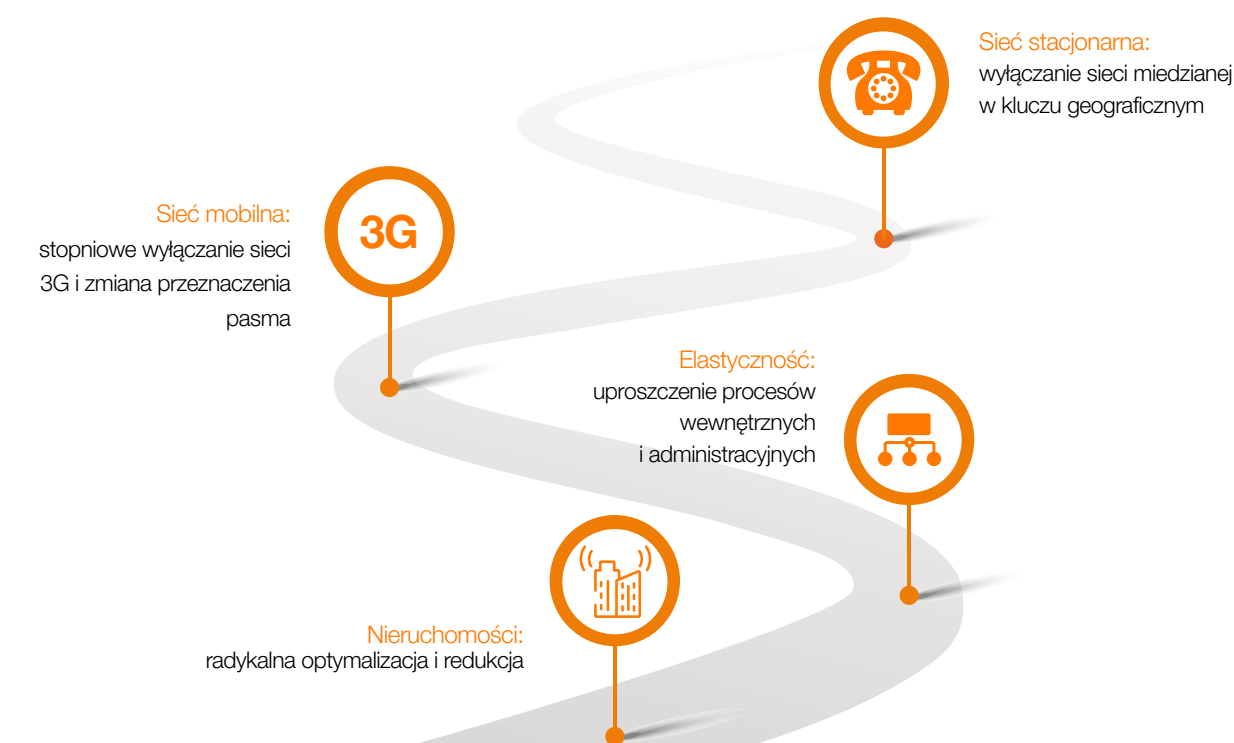 Sieć stacjonarna:
wyłączanie sieci miedzianej
w kluczu geograficznym
Sieć mobilna:
stopniowe wyłączanie sieci
3G i zmiana przeznaczenia
pasma
3G
Elastyczność:
uproszczenie procesów
wewnętrznych
i administracyjnych
Nieruchomości:
radykalna optymalizacja i redukcja